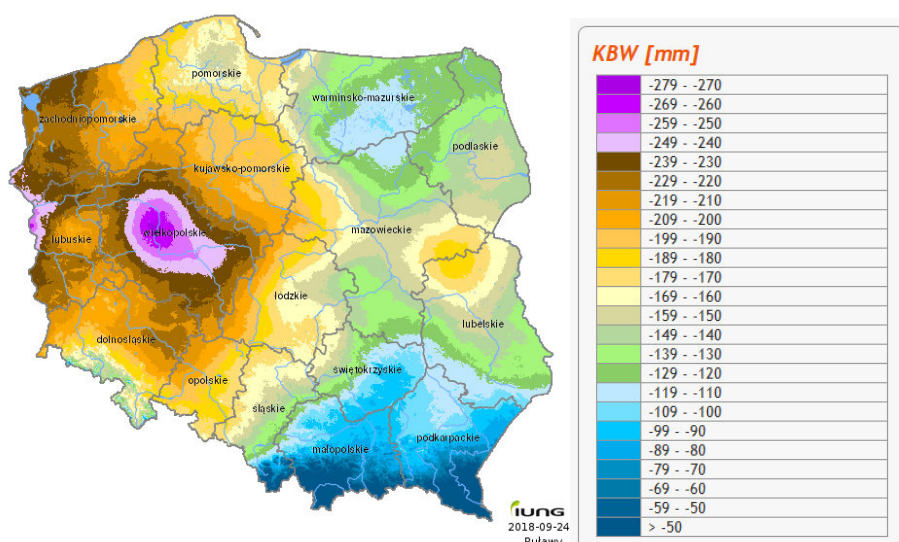 pomorskie
warmińsko-mazurskie
zachodniopomorskie
podlaskie
kujawsko-pomorskie
wielkopolskie
mazowieckie
lubuskie
łódzkie
lubelskie
dolnośląskie
opolskie
świętokrzyskie
śląskie
podkarpackie
małopolskie
IUNG
2018-09-24
Puławy
KBW [mm]
-279 - -270
-269 - -260
-259 - -250
-249 - -240
-239 - -230
-229 - -220
-219 - -210
-209 - -200
-199 - -190
-189 - -180
-179 - -170
-169 - -160
-159 - -150
-149 - -140
-139 - -130
-129 - -120
-119 - -110
-109 - -100
-99 - -90
-89 - -80
-79 - -70
-69 - -60
-59 - -50
> -50